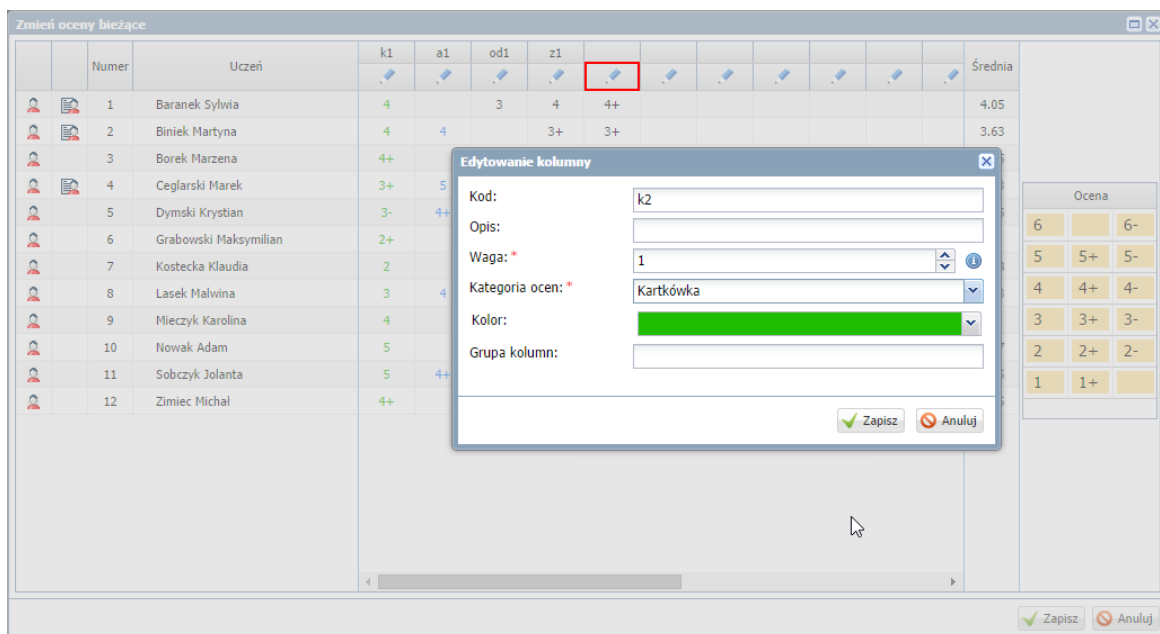 Zmień oceny bieżące
Numer Uczeń k1 a1 od1 z1 Średnia
1 Baranek Sylwia 4 3 4 4+ 4.05
2 Biniek Martyna 4 4 3+ 3+ 3.63
3 Borek Marzena 4+
4 Ceglarski Marek 3+ 5
5 Dymski Krystian 3- 4+
6 Grabowski Maksymilian 2+
7 Kostecka Klaudia 2
8 Lasek Malwina 3 4
9 Mieczyk Karolina 4
10 Nowak Adam 5
11 Sobczyk Jolanta 5 4+
12 Zimiec Michał 4+
Edytowanie kolumny
Kod: k2
Opis:
Waga: * 1
Kategoria ocen: * Kartkówka
Kolor:
Grupa kolumn:
Zapisz Anuluj
Ocena
6 6-
5 5+ 5-
4 4+ 4-
3 3+ 3-
2 2+ 2-
1 1+
Zapisz Anuluj